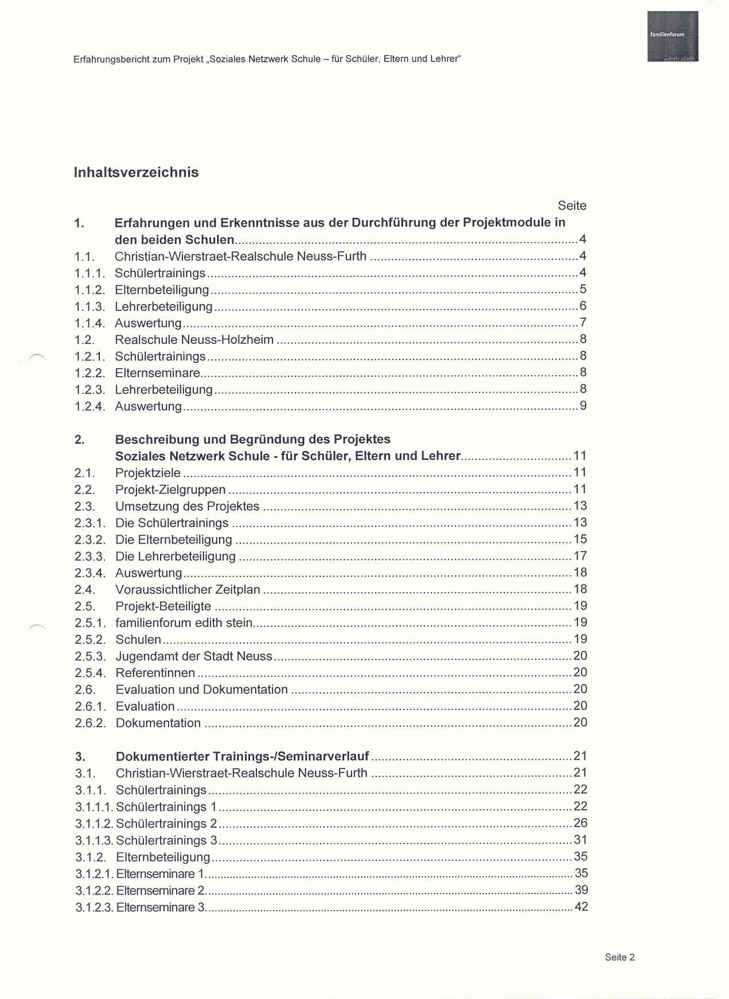 familienforum
edith stein
Erfahrungsbericht zum Projekt „Soziales Netzwerk Schule – für Schüler, Eltern und Lehrer“
Inhaltsverzeichnis
Seite
1. Erfahrungen und Erkenntnisse aus der Durchführung der Projektmodule in
den beiden Schulen 4
1.1. Christian-Wierstraet-Realschule Neuss-Furth 4
1.1.1. Schülertrainings 4
1.1.2. Elternbeteiligung 5
1.1.3. Lehrerbeteiligung 6
1.1.4. Auswertung 7
1.2. Realschule Neuss-Holzheim 8
1.2.1. Schülertrainings 8
1.2.2. Elternseminare 8
1.2.3. Lehrerbeteiligung 8
1.2.4. Auswertung 9
2. Beschreibung und Begründung des Projektes
Soziales Netzwerk Schule - für Schüler, Eltern und Lehrer 11
2.1. Projektziele 11
2.2. Projekt-Zielgruppen 11
2.3. Umsetzung des Projektes 13
2.3.1. Die Schülertrainings 13
2.3.2. Die Elternbeteiligung 15
2.3.3. Die Lehrerbeteiligung 17
2.3.4. Auswertung 18
2.4. Voraussichtlicher Zeitplan 18
2.5. Projekt-Beteiligte 19
2.5.1. familienforum edith stein 19
2.5.2. Schulen 19
2.5.3. Jugendamt der Stadt Neuss 20
2.5.4. Referentinnen 20
2.6. Evaluation und Dokumentation 20
2.6.1. Evaluation 20
2.6.2. Dokumentation 20
3. Dokumentierter Trainings-/Seminarverlauf 21
3.1. Christian-Wierstraet-Realschule Neuss-Furth 21
3.1.1. Schülertrainings 22
3.1.1.1. Schülertrainings 1 22
3.1.1.2. Schülertrainings 2 26
3.1.1.3. Schülertrainings 3 31
3.1.2. Elternbeteiligung 35
3.1.2.1. Elternseminare 1 35
3.1.2.2. Elternseminare 2 39
3.1.2.3. Elternseminare 3 42
Seite 2